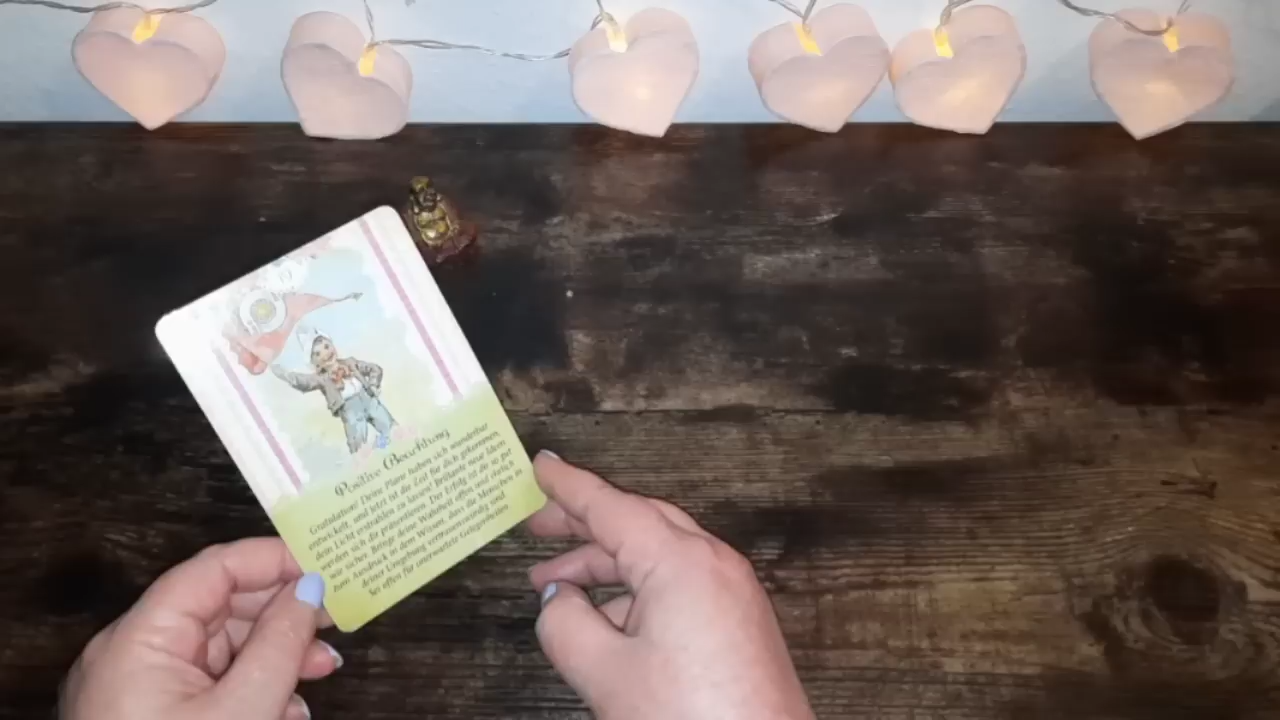 Positive Beachtung
Gratulation! Deine Pläne haben sich wunderbar
entwickelt, und jetzt ist die Zeit für dich gekommen,
dein Licht erstrahlen zu lassen! Brillante neue Ideen
werden sich dir präsentieren. Der Erfolg ist dir so gut
wie sicher. Bringe deine Wahrheit offen und ehrlich
zum Ausdruck in dem Wissen, dass die Menschen in
deiner Umgebung vertrauenswürdig sind.
Sei offen für unerwartete Gelegenheiten